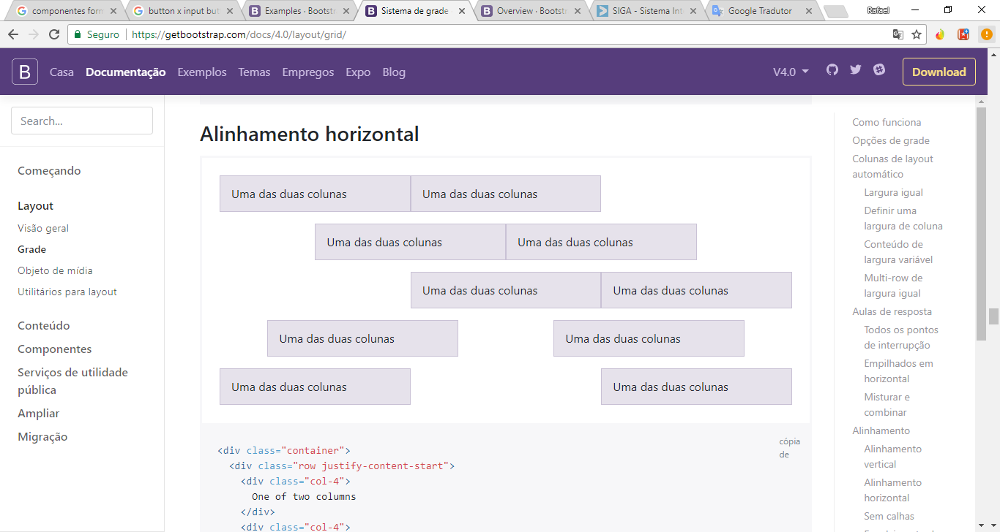 componentes form
button x input but
Examples · Bootstr
Sistema de grade
Overview · Bootstr
SIGA - Sistema Int
Google Tradutor
Rafael
Seguro
https://getbootstrap.com/docs/4.0/layout/grid/
B Casa Documentação Exemplos Temas Empregos Expo Blog V4.0 Download
Search...
Começando
Layout
Visão geral
Grade
Objeto de mídia
Utilitários para layout
Conteúdo
Componentes
Serviços de utilidade
pública
Ampliar
Migração
Alinhamento horizontal
Uma das duas colunas Uma das duas colunas
Uma das duas colunas Uma das duas colunas
Uma das duas colunas Uma das duas colunas
Uma das duas colunas Uma das duas colunas
Uma das duas colunas Uma das duas colunas
cópia
de
<div class="container">
<div class="row justify-content-start">
<div class="col-4">
One of two columns
</div>
<div class="col-4">
Como funciona
Opções de grade
Colunas de layout
automático
Largura igual
Definir uma
largura de coluna
Conteúdo de
largura variável
Multi-row de
largura igual
Aulas de resposta
Todos os pontos
de interrupção
Empilhados em
horizontal
Misturar e
combinar
Alinhamento
Alinhamento
vertical
Alinhamento
horizontal
Sem calhas